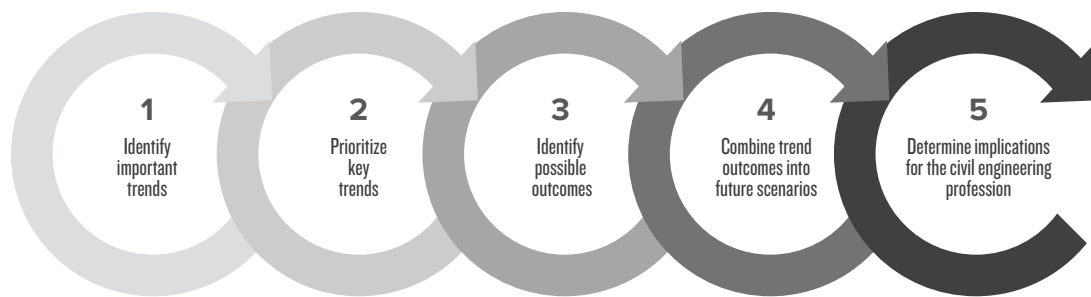 1
Identify
important
trends
2
Prioritize
key
trends
3
Identify
possible
outcomes
4
Combine trend
outcomes into
future scenarios
5
Determine implications
for the civil engineering
profession